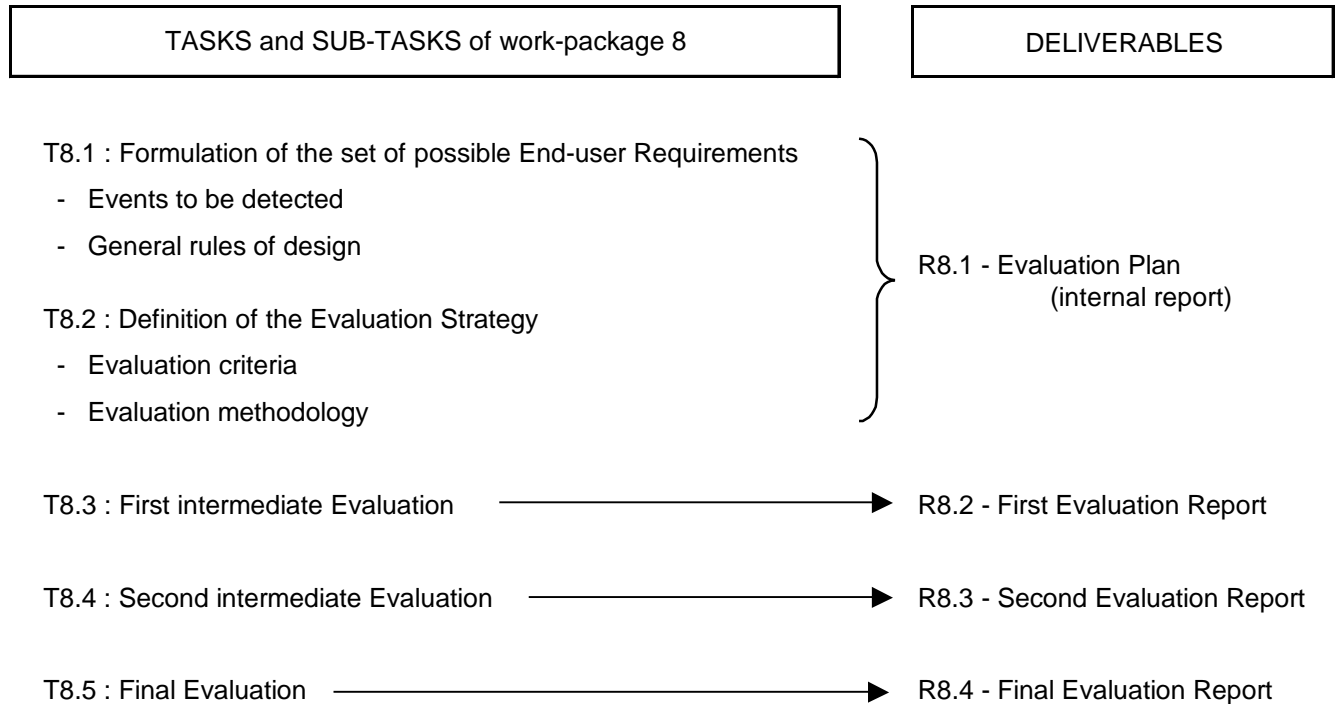 TASKS and SUB-TASKS of work-package 8
DELIVERABLES
T8.1 : Formulation of the set of possible End-user Requirements
- Events to be detected
- General rules of design
R8.1 - Evaluation Plan
(internal report)
T8.2 : Definition of the Evaluation Strategy
- Evaluation criteria
- Evaluation methodology
T8.3 : First intermediate Evaluation
R8.2 - First Evaluation Report
T8.4 : Second intermediate Evaluation
R8.3 - Second Evaluation Report
T8.5 : Final Evaluation
R8.4 - Final Evaluation Report